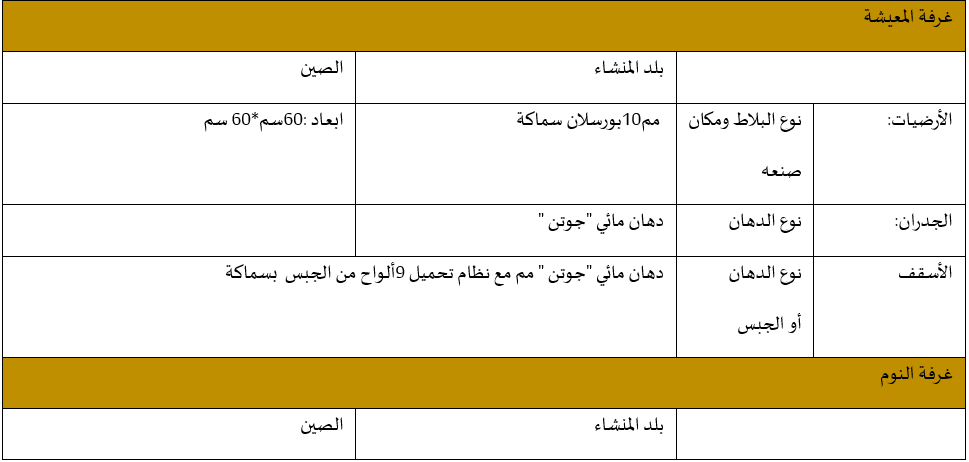 غرفة المعيشة
بلد المنشاء الصين
الأرضيات: نوع البلاط ومكان صنعه مم10بورسلان سماكة ابعاد :60سم*60 سم
الجدران: نوع الدهان دهان مائي "جوتن "
الأسقف نوع الدهان أو الجبس دهان مائي "جوتن " مم مع نظام تحميل 9ألواح من الجبس بسماكة
غرفة النوم
بلد المنشاء الصين